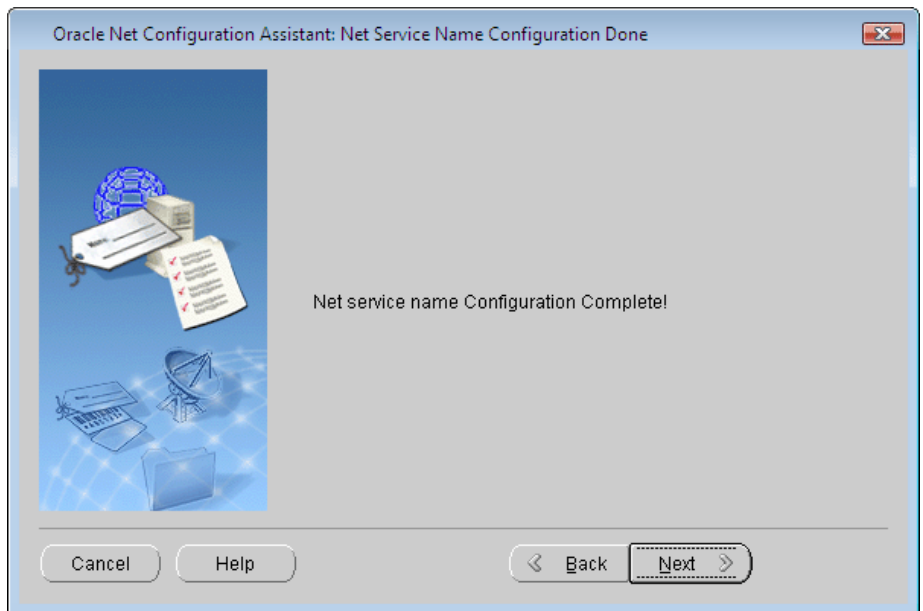 Oracle Net Configuration Assistant: Net Service Name Configuration Done
Net service name Configuration Complete!
Cancel
Help
Back
Next